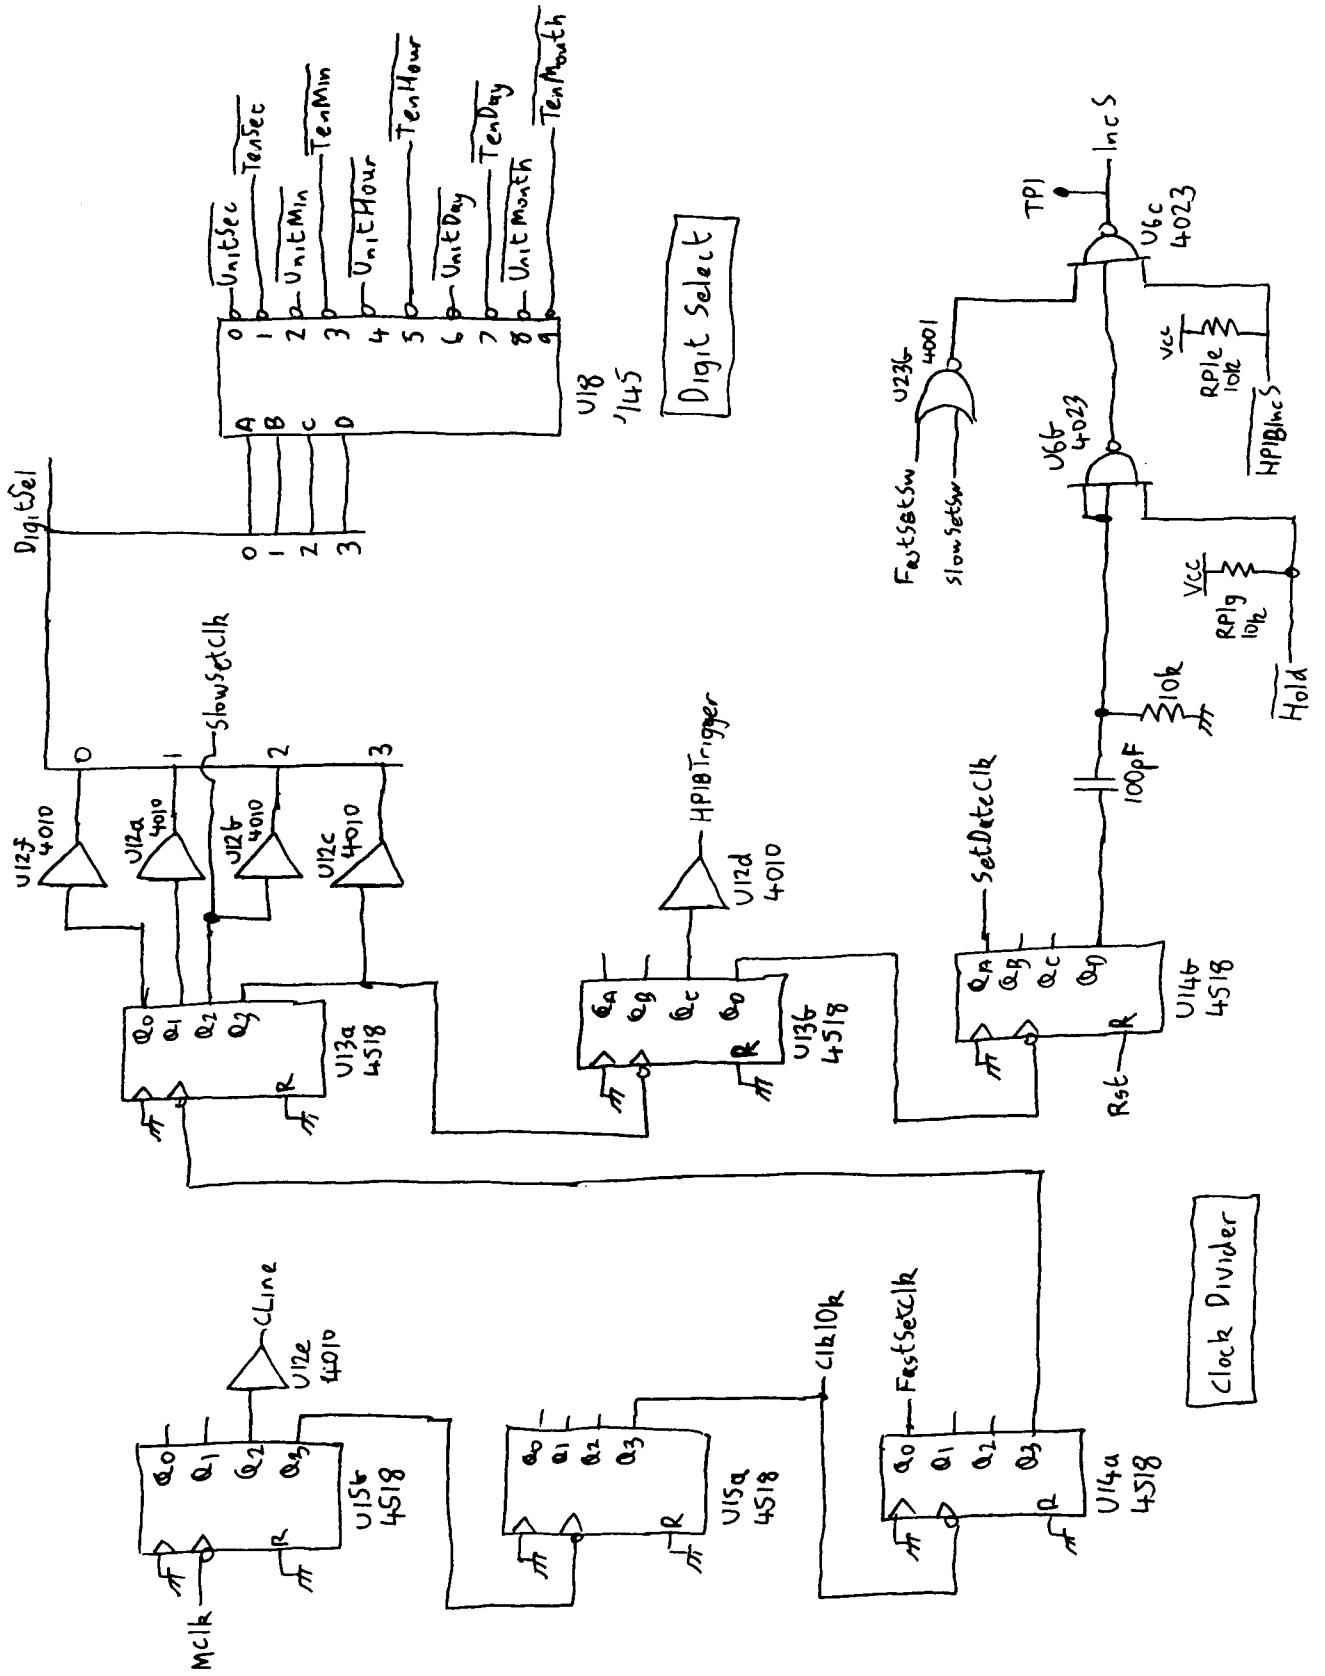 Mclk
Q0
Q1
Q2
Q3
R
U15b
4518
U12e
4010
CLine
Q0
Q1
Q2
Q3
R
U15a
4518
Clk10k
Q0
Q1
Q2
Q3
R
U14a
4518
FastSetClk
Clock Divider
Q0
Q1
Q2
Q3
R
U13a
4518
U12f
4010
U12a
4010
U12b
4010
U12c
4010
0
1
2
3
SlowSetClk
DigitSel
0
1
2
3
A
B
C
D
0
1
2
3
4
5
6
7
8
9
U18
'145
UnitSec
TenSec
UnitMin
TenMin
UnitHour
TenHour
UnitDay
TenDay
UnitMonth
TenMonth
Digit Select
QA
QB
QC
QD
R
U13b
4518
U12d
4010
HPIBTrigger
QA
QB
QC
QD
R
Rst
U14b
4518
SetDateClk
100pF
10k
Hold
Vcc
RP1g
10k
U6b
4023
FastSetSw
SlowSetSw
U23b
4001
HPIBIncS
Vcc
RP1e
10k
U6c
4023
TP1
IncS